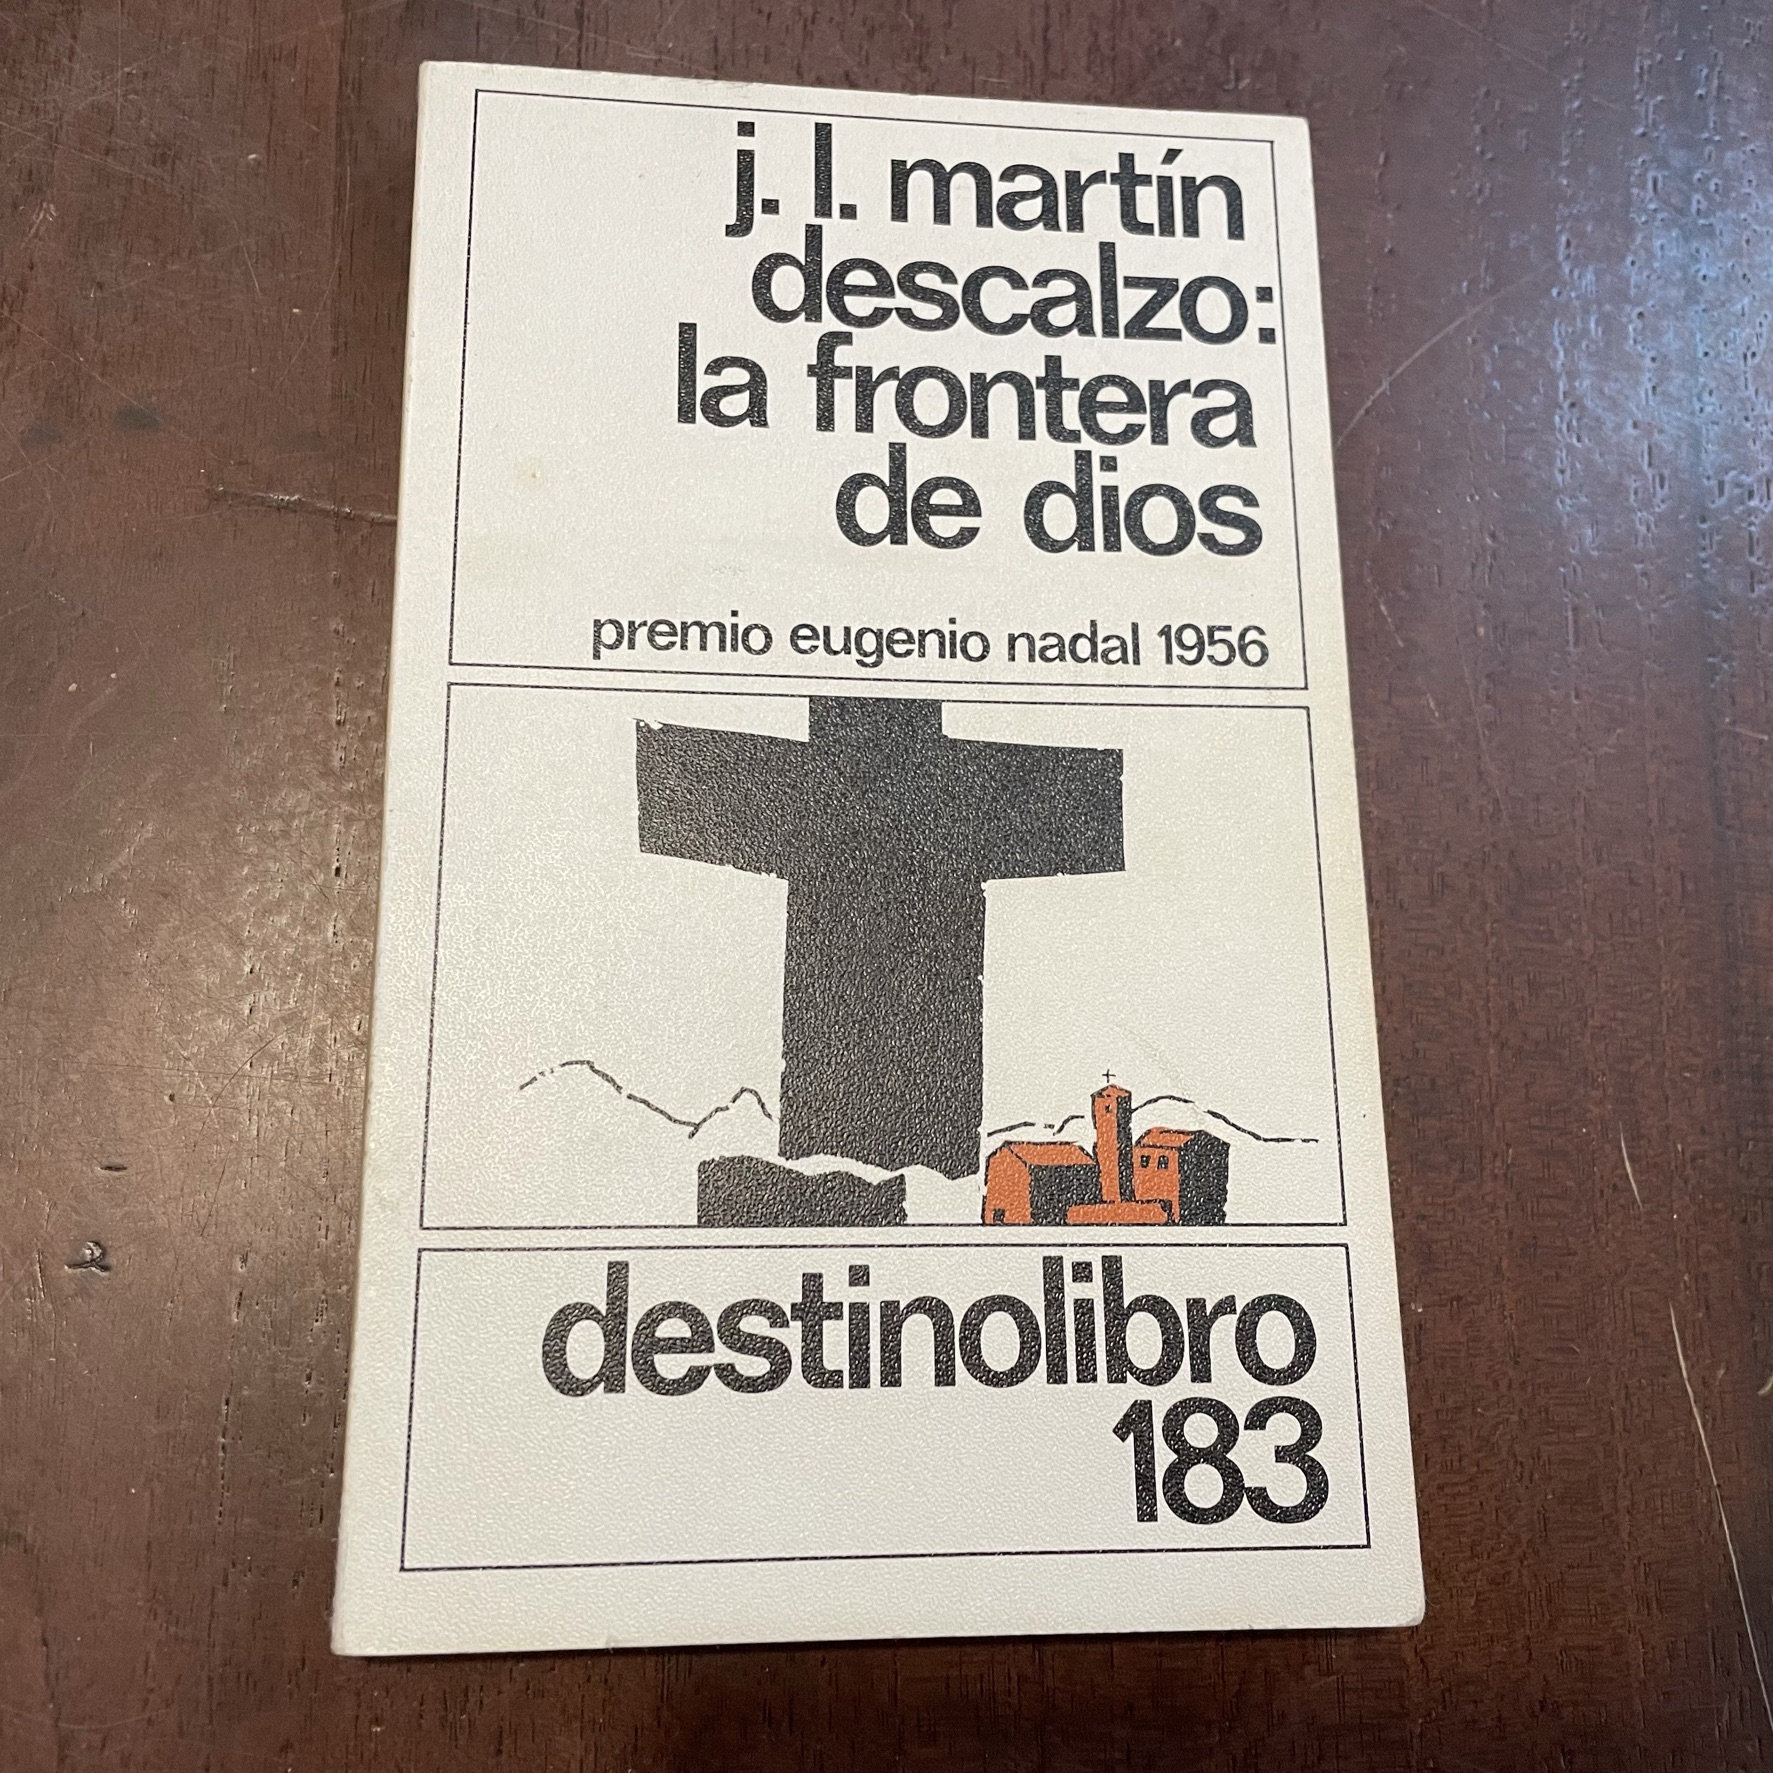 j. l. martín
descalzo:
la frontera
de dios
premio eugenio nadal 1956
destinolibro
183